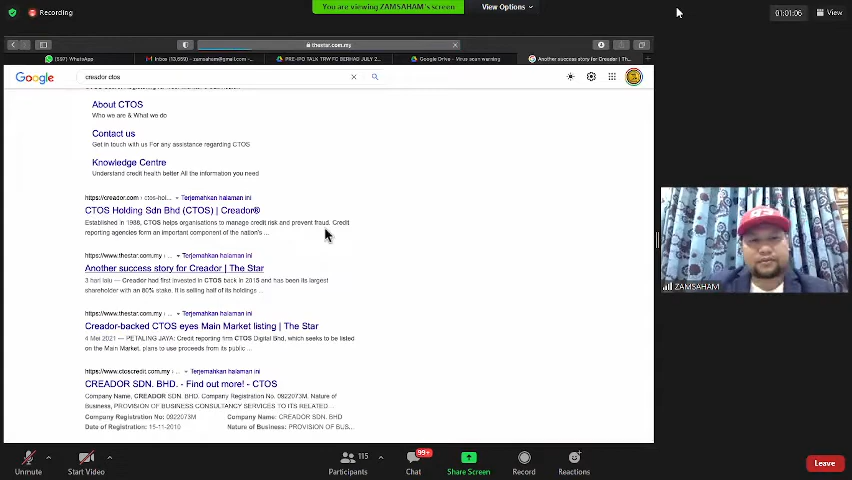 Recording
You are viewing ZAMSAHAM's screen
View Options
01:01:06
View
thestar.com.my
(697) WhatsApp
Inbox (13,669) - zamsaham@gmail.com -...
PRE-IPO TALK TRW FC BERHAD JULY 2...
Google Drive - Virus scan warning
Another success story for Creador | Th...
Google
creador ctos
About CTOS
Who we are & What we do
Contact us
Get in touch with us For any assistance regarding CTOS
Knowledge Centre
Understand credit health better All the information you need
https://creador.com › ctos-hol... Terjemahkan halaman ini
CTOS Holding Sdn Bhd (CTOS) | Creador®
Established in 1988, CTOS helps organisations to manage credit risk and prevent fraud. Credit
reporting agencies form an important component of the nation's ...
https://www.thestar.com.my › ... Terjemahkan halaman ini
Another success story for Creador | The Star
3 hari lalu — Creador had first invested in CTOS back in 2015 and has been its largest
shareholder with an 80% stake. It is selling half of its holdings ...
https://www.thestar.com.my › ... Terjemahkan halaman ini
Creador-backed CTOS eyes Main Market listing | The Star
4 Mei 2021 — PETALING JAYA: Credit reporting firm CTOS Digital Bhd, which seeks to be listed
on the Main Market, plans to use proceeds from its public ...
https://www.ctoscredit.com.my › ... Terjemahkan halaman ini
CREADOR SDN. BHD. - Find out more! - CTOS
Company Name, CREADOR SDN. BHD. Company Registration No. 0922073M. Nature of
Business, PROVISION OF BUSINESS CONSULTANCY SERVICES TO ITS RELATED...
Company Registration No: 0922073M Company Name: CREADOR SDN. BHD
Date of Registration: 15-11-2010 Nature of Business: PROVISION OF BUS...
ZAMSAHAM
Unmute
Start Video
115
Participants
99+
Chat
Share Screen
Record
Reactions
Leave